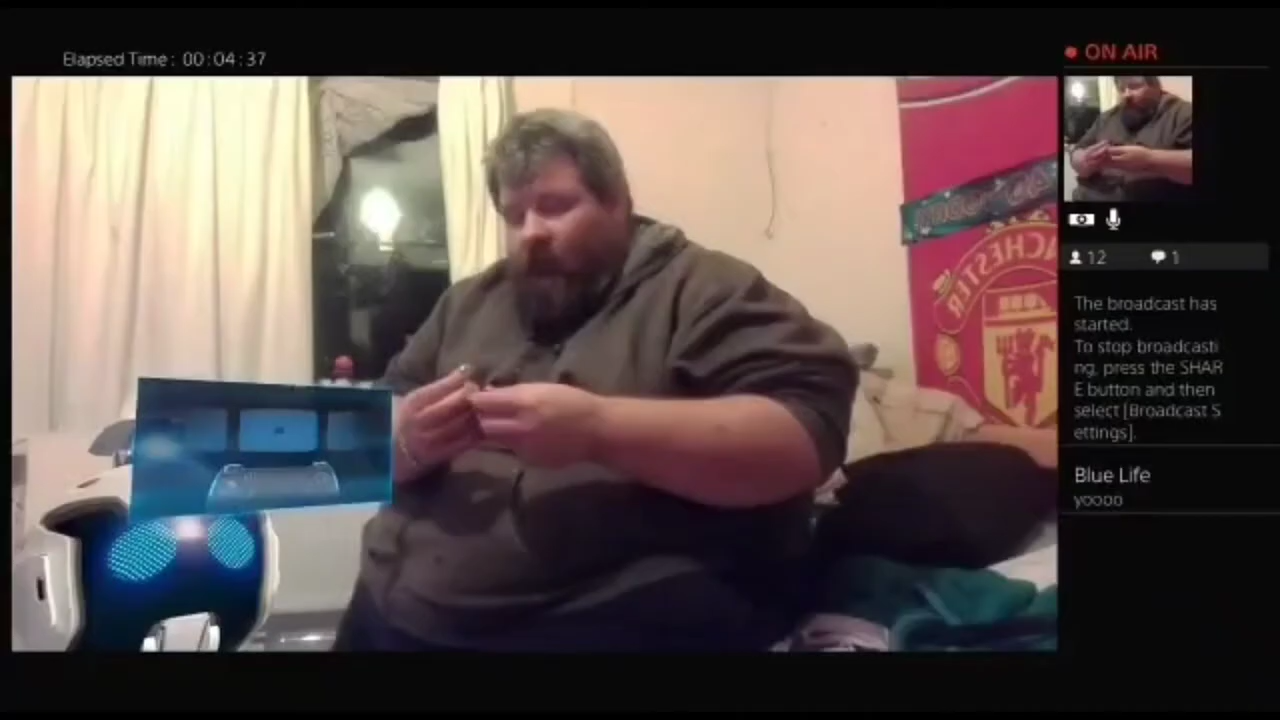 Elapsed Time: 00:04:37
ON AIR
12
1
The broadcast has
started.
To stop broadcasti
ng, press the SHAR
E button and then
select [Broadcast S
ettings].
Blue Life
yoooo
MANCHESTER